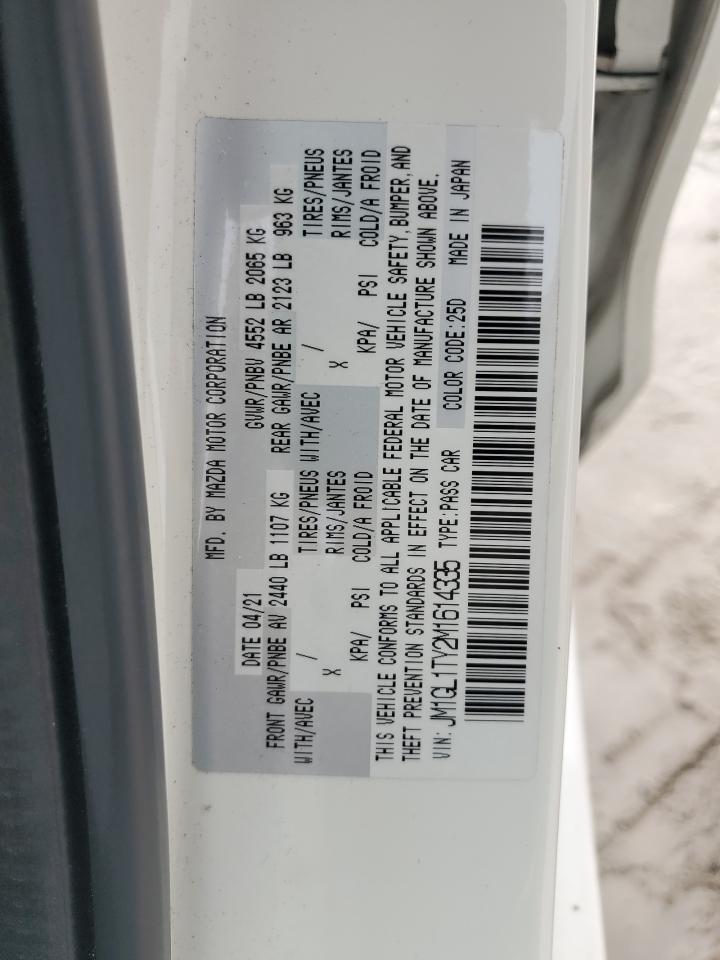 MFD. BY MAZDA MOTOR CORPORATION
DATE 04/21 GVWR/PNBV 4552 LB 2065 KG
FRONT GAWR/PNBE AV 2440 LB 1107 KG REAR GAWR/PNBE AR 2123 LB 963 KG
WITH/AVEC / TIRES/PNEUS WITH/AVEC / TIRES/PNEUS
X RIMS/JANTES X RIMS/JANTES
KPA/ PSI COLD/A FROID KPA/ PSI COLD/A FROID
THIS VEHICLE CONFORMS TO ALL APPLICABLE FEDERAL MOTOR VEHICLE SAFETY, BUMPER, AND
THEFT PREVENTION STANDARDS IN EFFECT ON THE DATE OF MANUFACTURE SHOWN ABOVE.
VIN: JM1GL1TY2M1614335 TYPE:PASS CAR COLOR CODE:25D MADE IN JAPAN